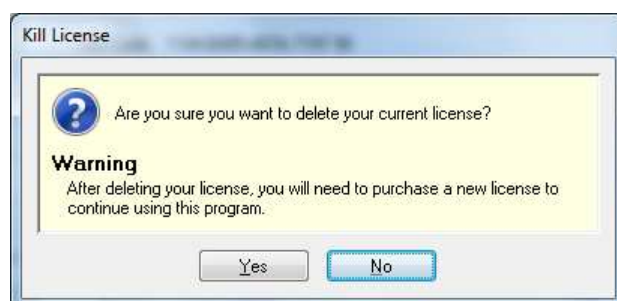 Kill License
Are you sure you want to delete your current license?
Warning
After deleting your license, you will need to purchase a new license to
continue using this program.
Yes
No